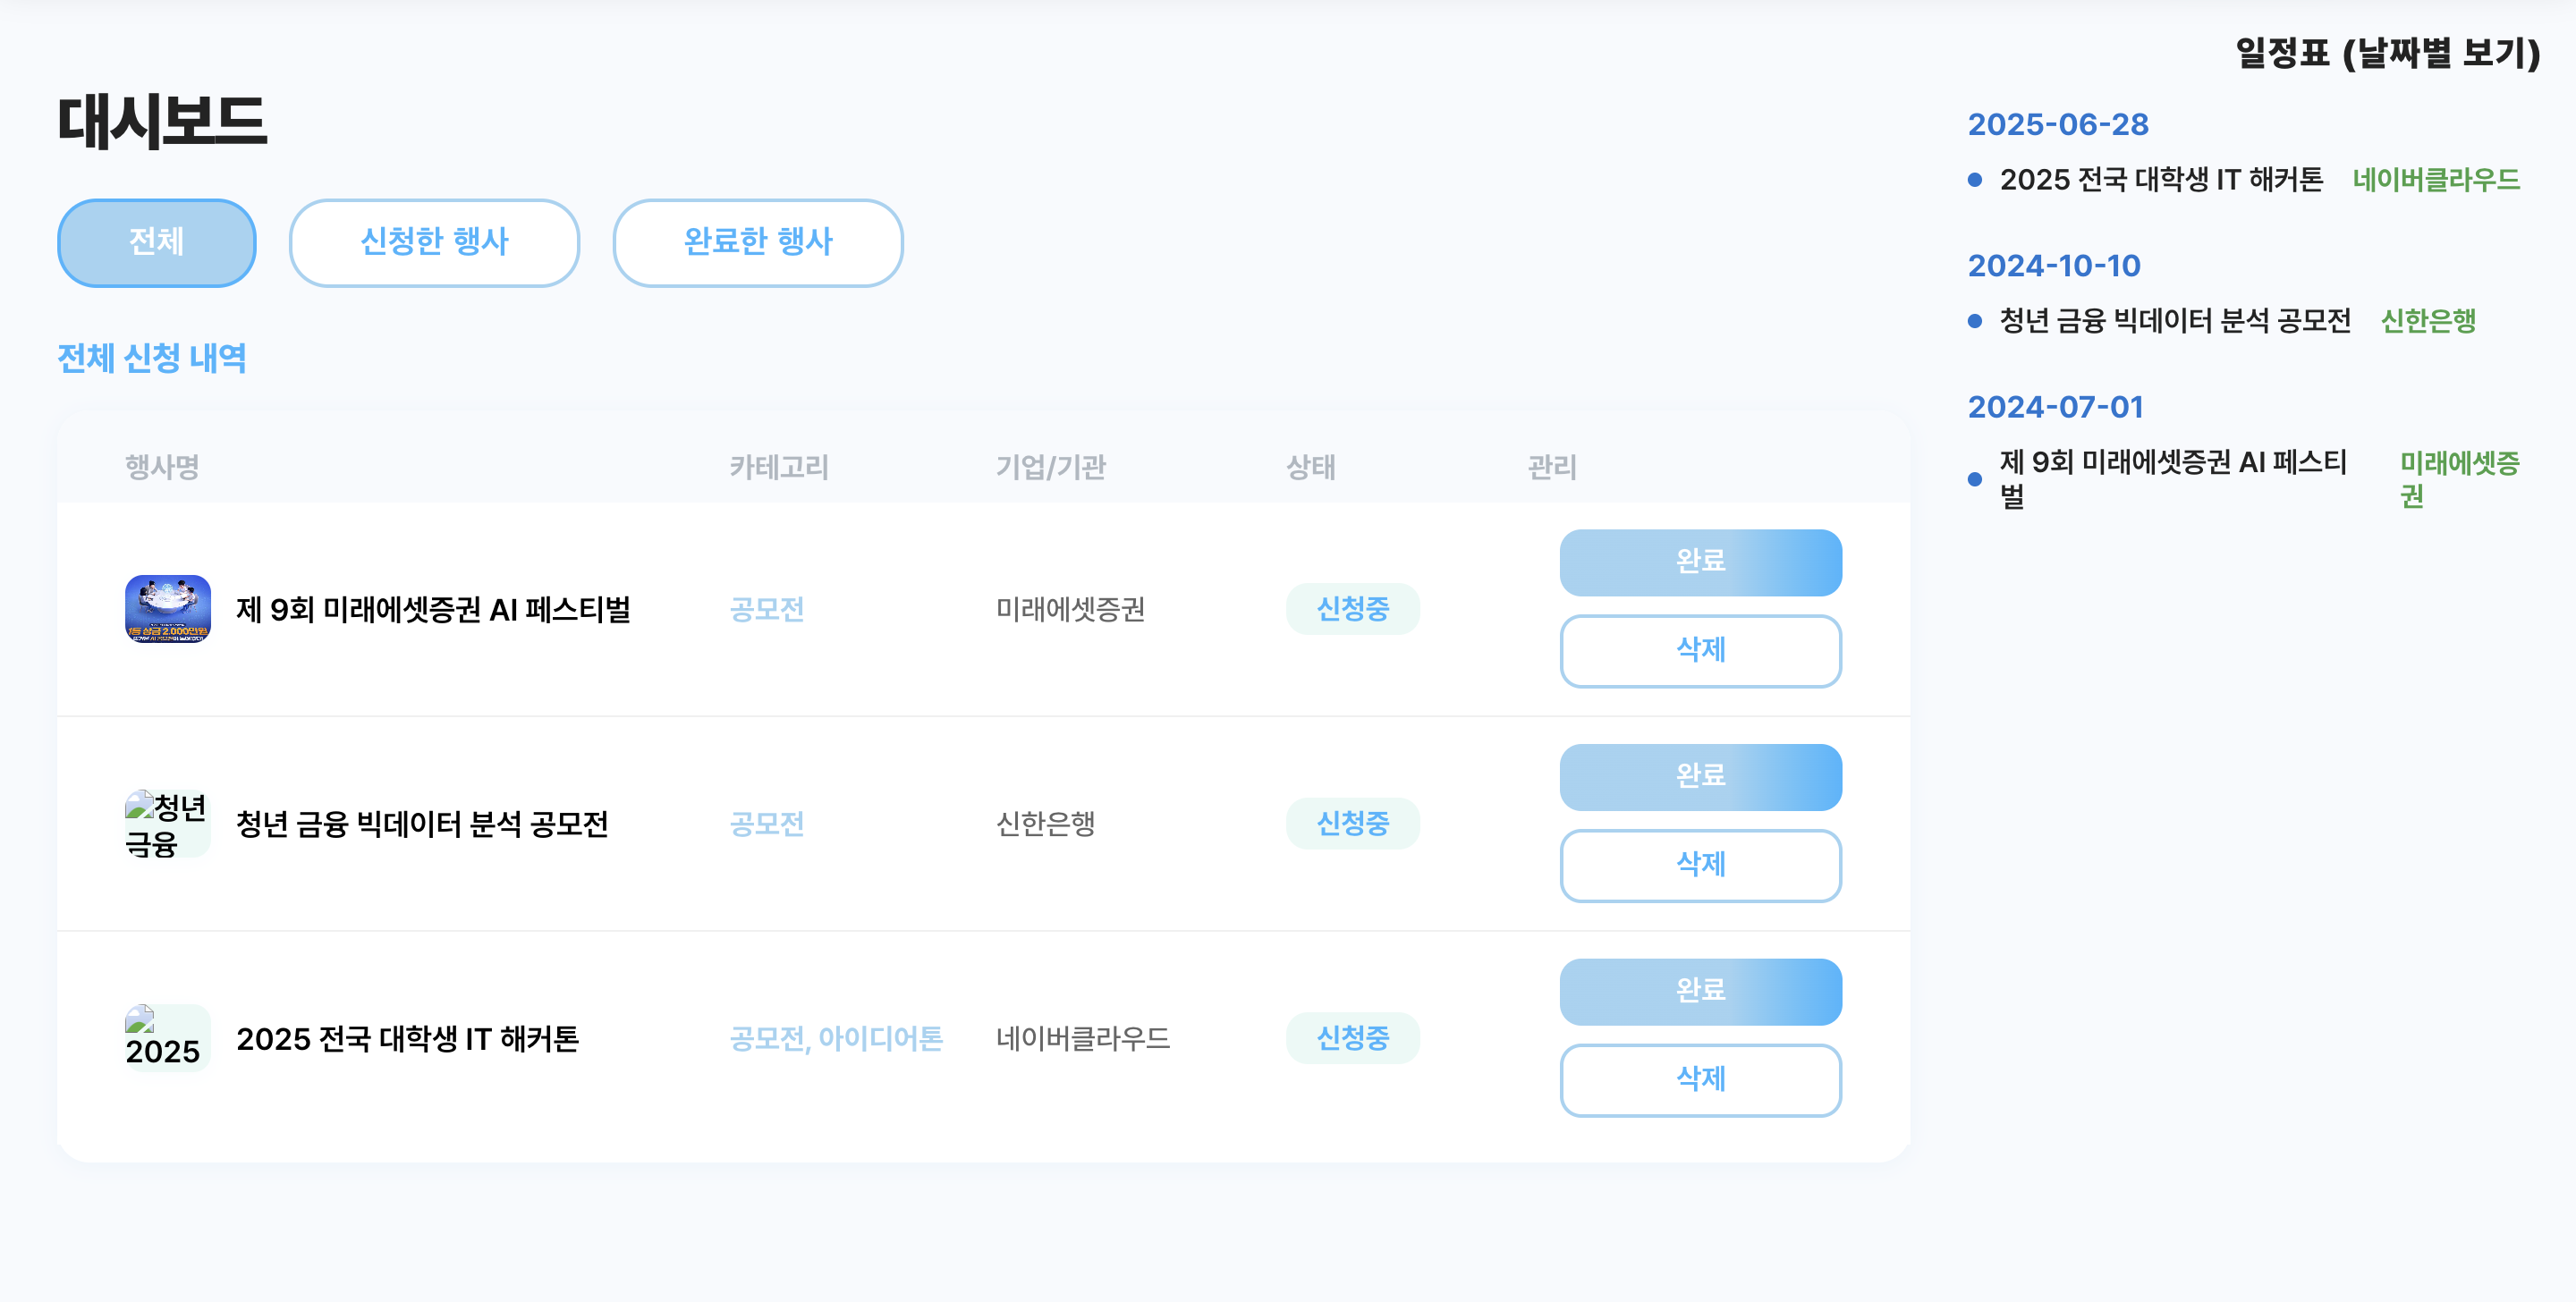 대시보드
전체 신청한 행사 완료한 행사
전체 신청 내역
행사명 카테고리 기업/기관 상태 관리
1등 상금 2,000만원
제 9회 미래에셋증권 AI 페스티벌 공모전 미래에셋증권 신청중
완료
삭제
청년
금융
청년 금융 빅데이터 분석 공모전 공모전 신한은행 신청중
완료
삭제
2025
2025 전국 대학생 IT 해커톤 공모전, 아이디어톤 네이버클라우드 신청중
완료
삭제
일정표 (날짜별 보기)
2025-06-28
2025 전국 대학생 IT 해커톤 네이버클라우드
2024-10-10
청년 금융 빅데이터 분석 공모전 신한은행
2024-07-01
제 9회 미래에셋증권 AI 페스티
벌
미래에셋증
권